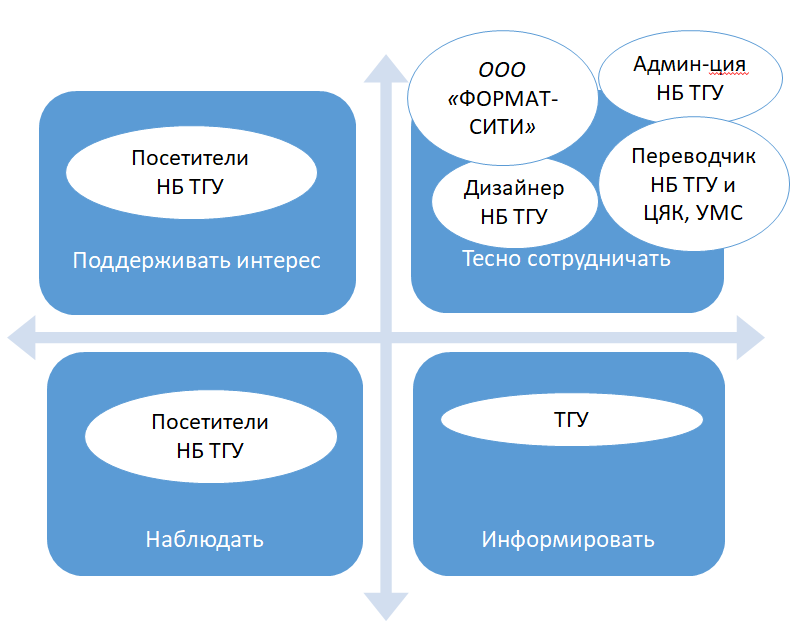 Посетители
НБ ТГУ
Поддерживать интерес
ООО
«ФОРМАТ-
СИТИ»
Админ-ция
НБ ТГУ
Дизайнер
НБ ТГУ
Переводчик
НБ ТГУ и
ЦЯК, УМС
Тесно сотрудничать
Посетители
НБ ТГУ
Наблюдать
ТГУ
Информировать